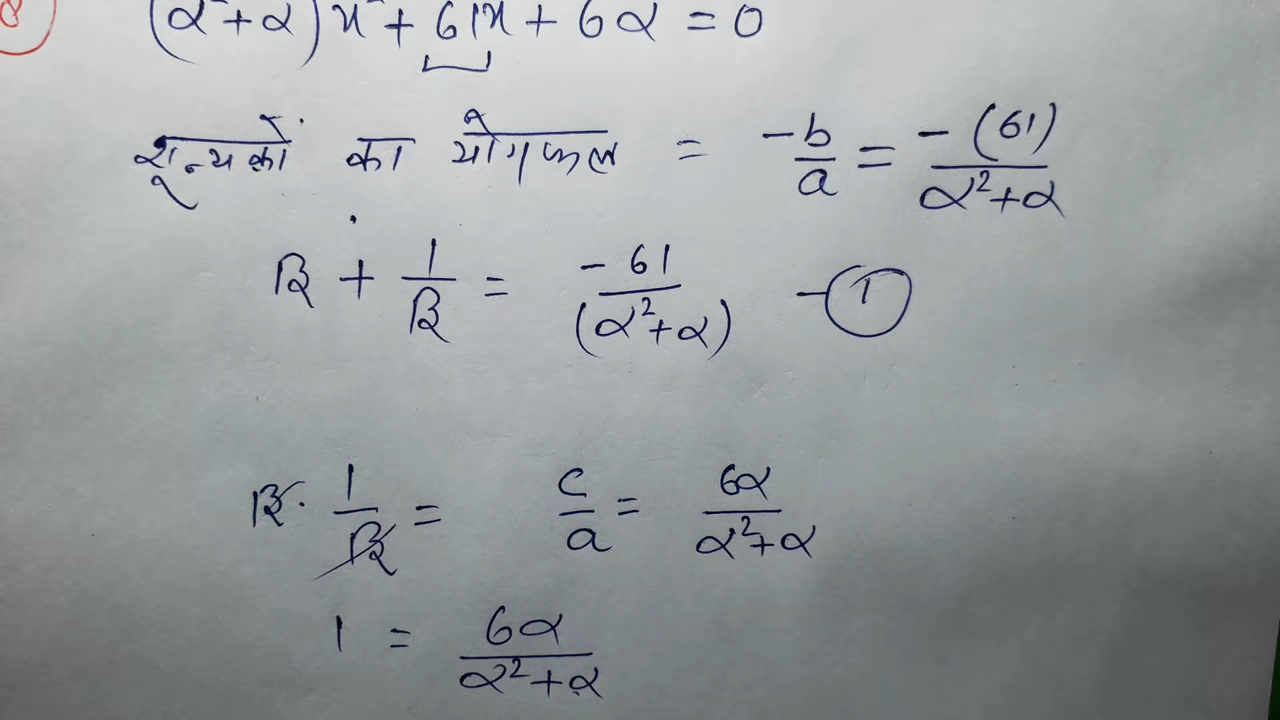 (α²+α)x²+61x+6α=0
शून्यकों का योगफल = -b/a = -(61)/α²+α
β + 1/β = -61/(α²+α) -①
β. 1/β = c/a = 6α/α²+α
1 = 6α/α²+α